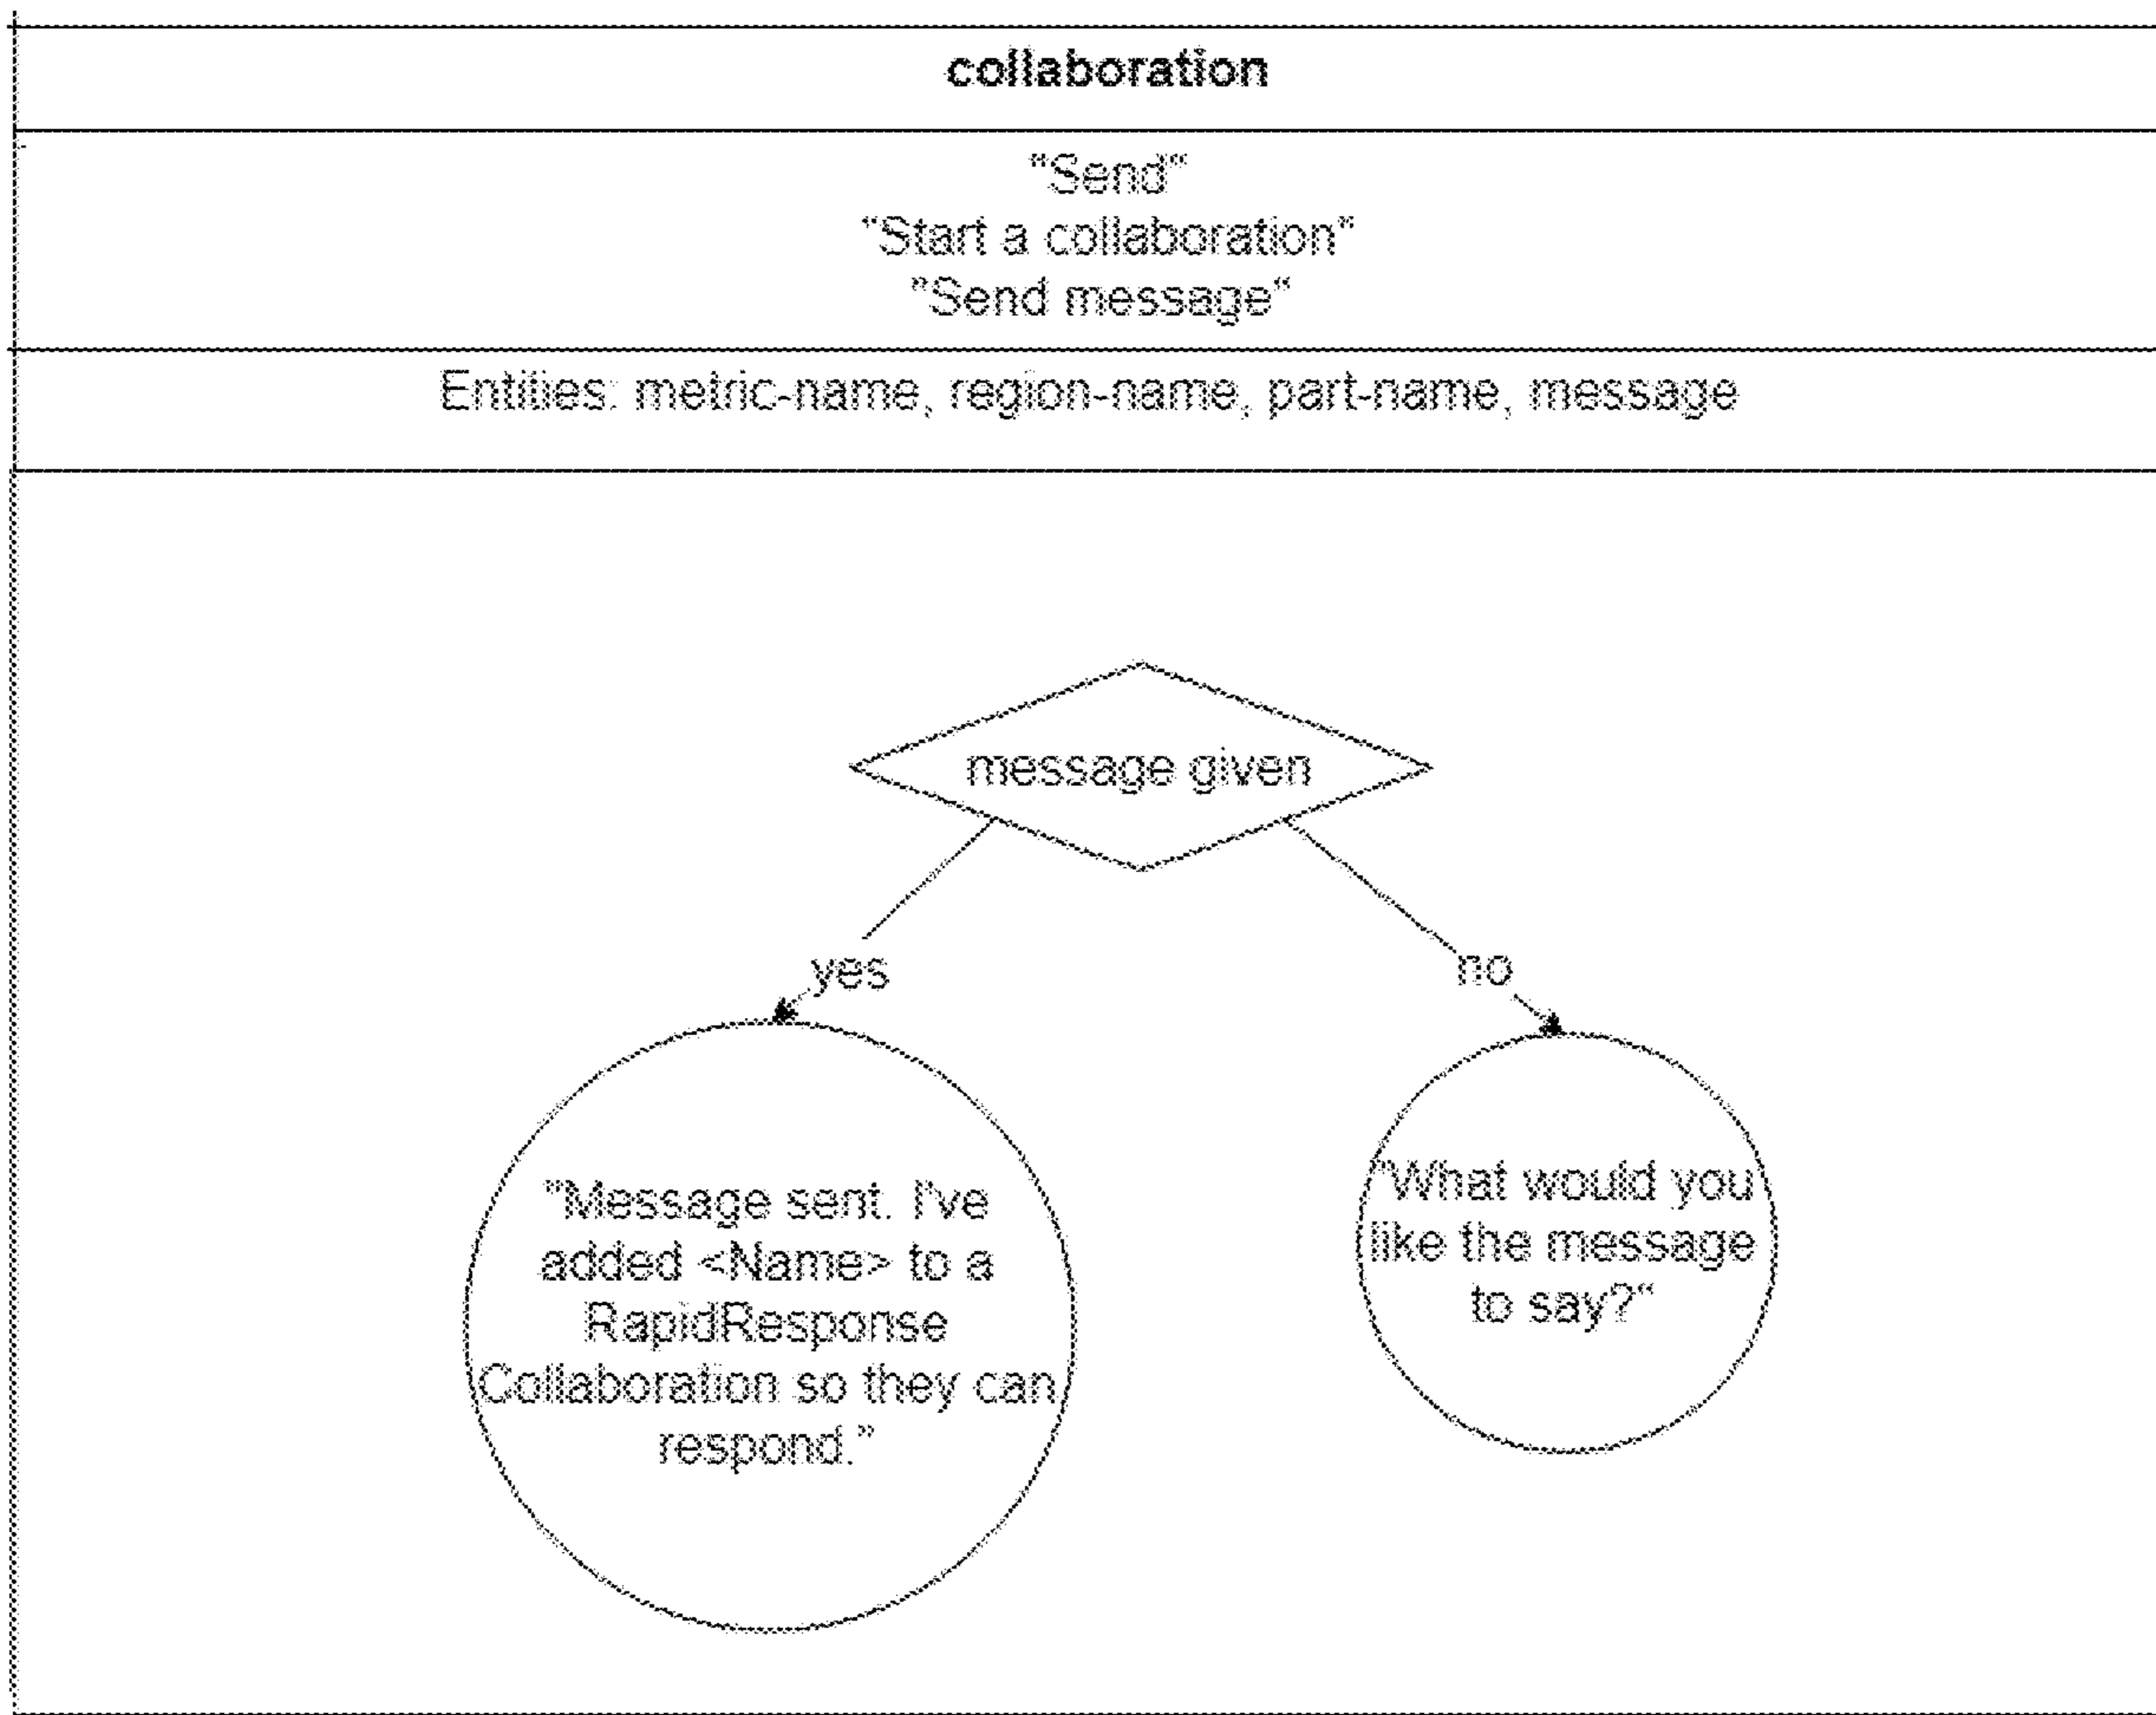 collaboration
"Send"
"Start a collaboration"
"Send message"
Entities: metric-name, region-name, part-name, message
message given
yes
no
"Message sent. I've
added <Name> to a
RapidResponse
Collaboration so they can
respond."
"What would you
like the message
to say?"